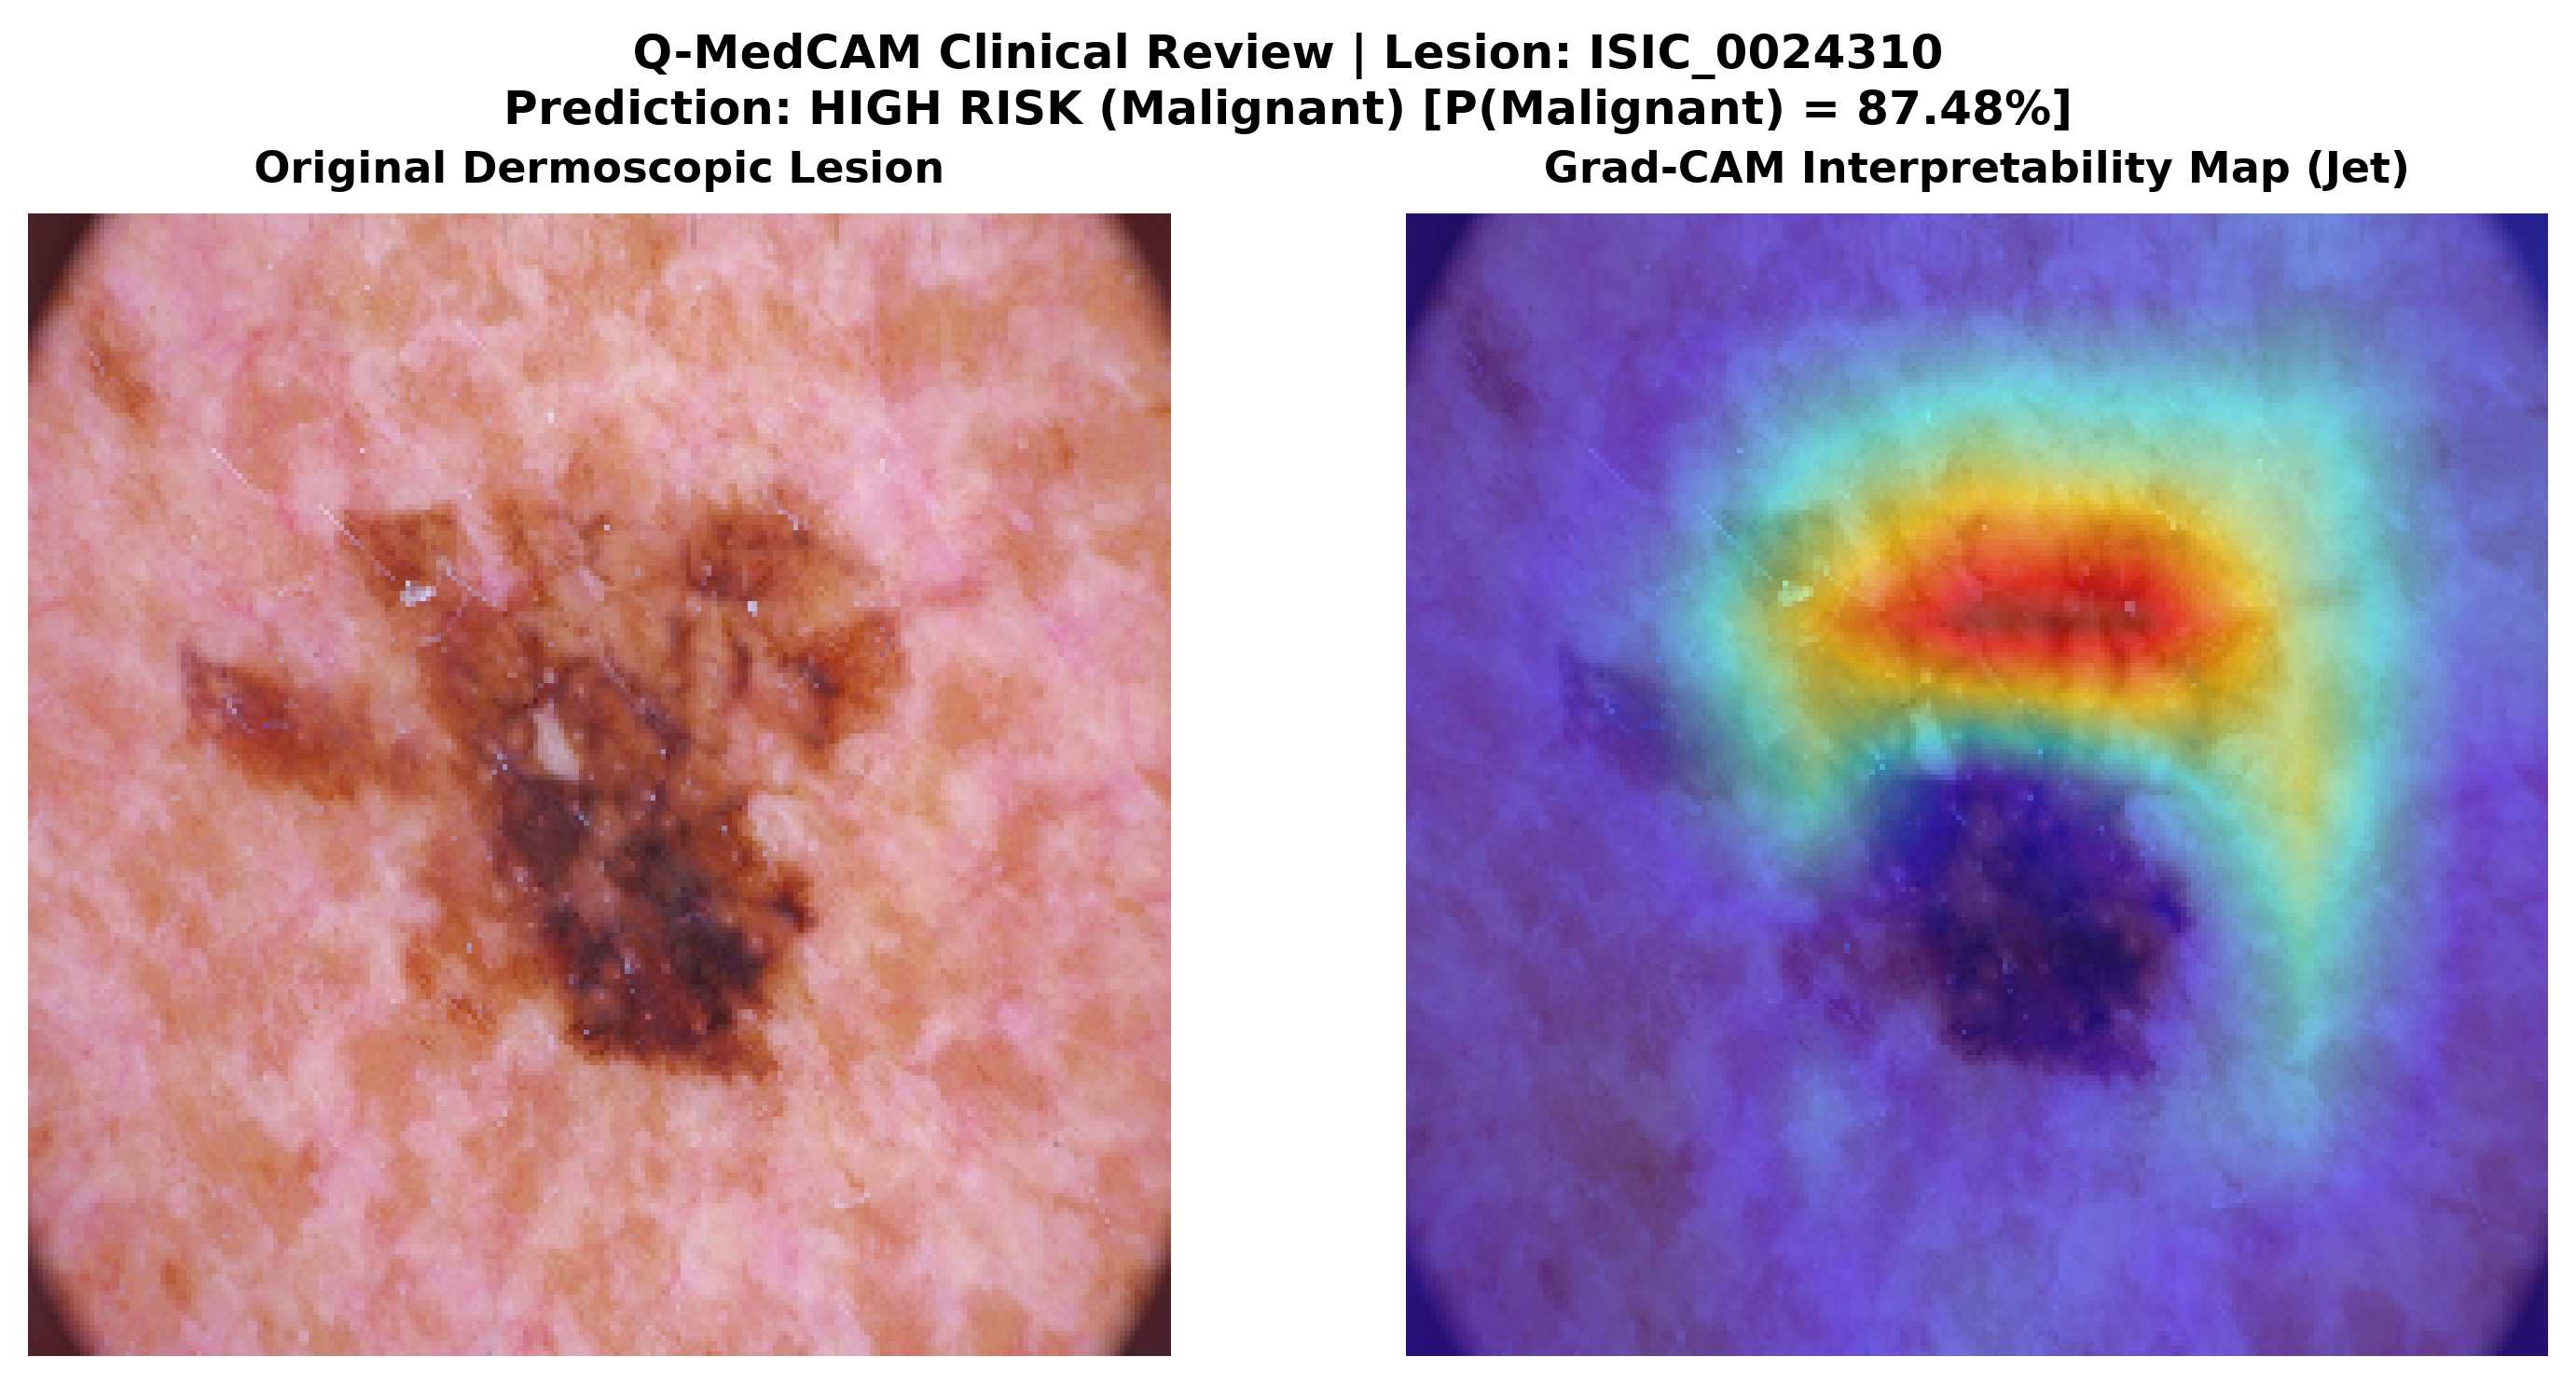 Q-MedCAM Clinical Review | Lesion: ISIC_0024310
Prediction: HIGH RISK (Malignant) [P(Malignant) = 87.48%]
Original Dermoscopic Lesion
Grad-CAM Interpretability Map (Jet)